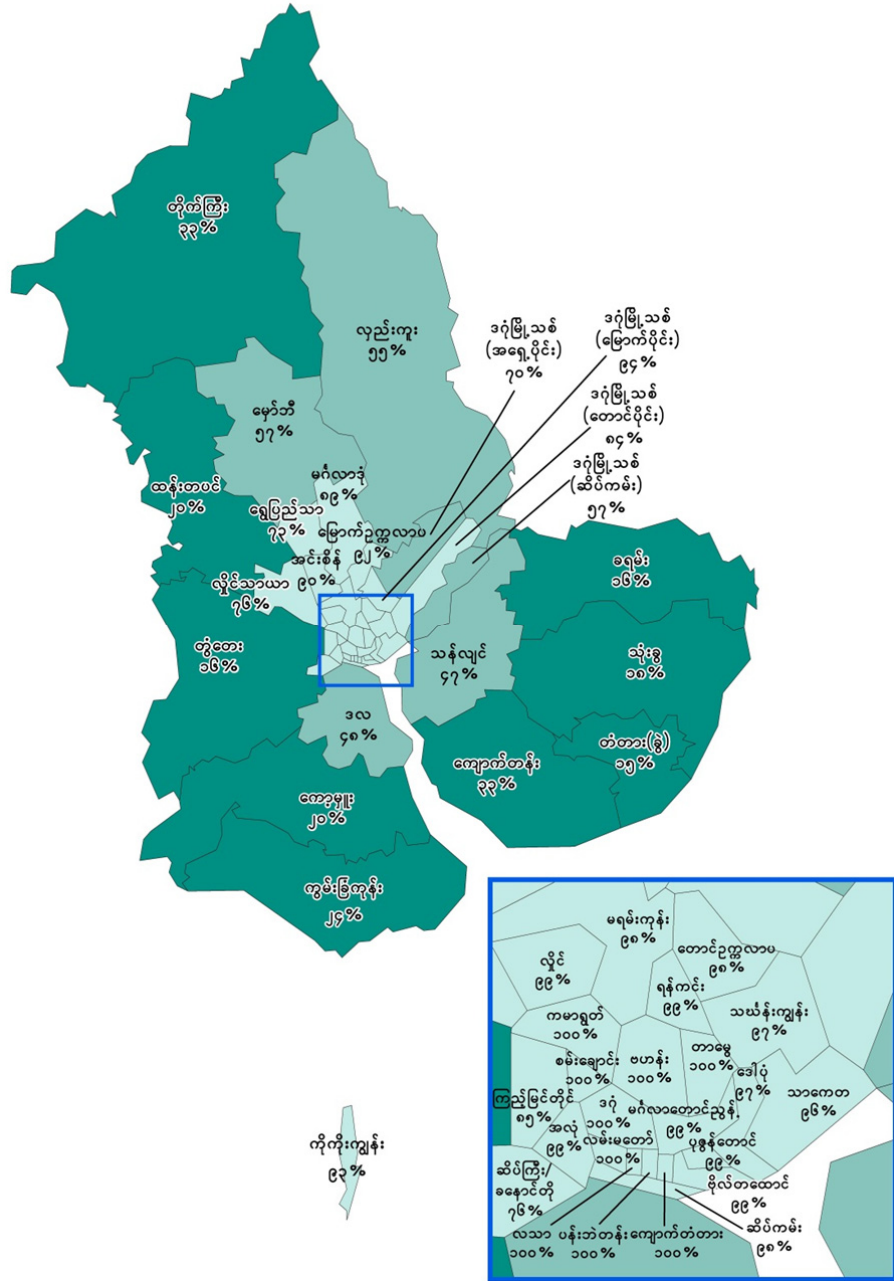 တိုက်ကြီး
၃၃%
လှည်းကူး
၅၅%
ဒဂုံမြို့သစ်
(အရှေ့ပိုင်း)
၇၀%
ဒဂုံမြို့သစ်
(မြောက်ပိုင်း)
၉၄%
ဒဂုံမြို့သစ်
(တောင်ပိုင်း)
၈၄%
ဒဂုံမြို့သစ်
(ဆိပ်ကမ်း)
၅၇%
မှော်ဘီ
၅၇%
မင်္ဂလာဒုံ
၈၉%
ထန်းတပင်
၂၀%
ရွှေပြည်သာ
၇၃%
မြောက်ဥက္ကလာပ
၉၂%
အင်းစိန်
၉၀%
လှိုင်သာယာ
၇၆%
ခရမ်း
၁၆%
တွံတေး
၁၆%
သန်လျင်
၄၇%
သုံးခွ
၁၈%
ဒလ
၄၈%
တံတား(ခွဲ)
၁၅%
ကျောက်တန်း
၃၃%
ကော့မှူး
၂၀%
ကွမ်းခြံကုန်း
၂၄%
ကိုကိုးကျွန်း
၉၃%
မရမ်းကုန်း
၉၈%
တောင်ဥက္ကလာပ
၉၈%
လှိုင်
၉၉%
ရန်ကင်း
၉၉%
သင်္ဃန်းကျွန်း
၉၇%
ကမာရွတ်
၁၀၀%
စမ်းချောင်း
၁၀၀%
ဗဟန်း
၁၀၀%
တာမွေ
၁၀၀%
ဒေါပုံ
၉၇%
သာကေတ
၉၆%
ကြည့်မြင်တိုင်
၈၅%
အလုံ
၉၉%
ဒဂုံ
၁၀၀%
မင်္ဂလာတောင်ညွန့်
၉၉%
လမ်းမတော်
၁၀၀%
ပုဇွန်တောင်
၉၉%
ဆိပ်ကြီး/
ခနောင်တို
၇၆%
ဗိုလ်တထောင်
၉၉%
ဆိပ်ကမ်း
၉၈%
လသာ
၁၀၀%
ပန်းဘဲတန်း
၁၀၀%
ကျောက်တံတား
၁၀၀%